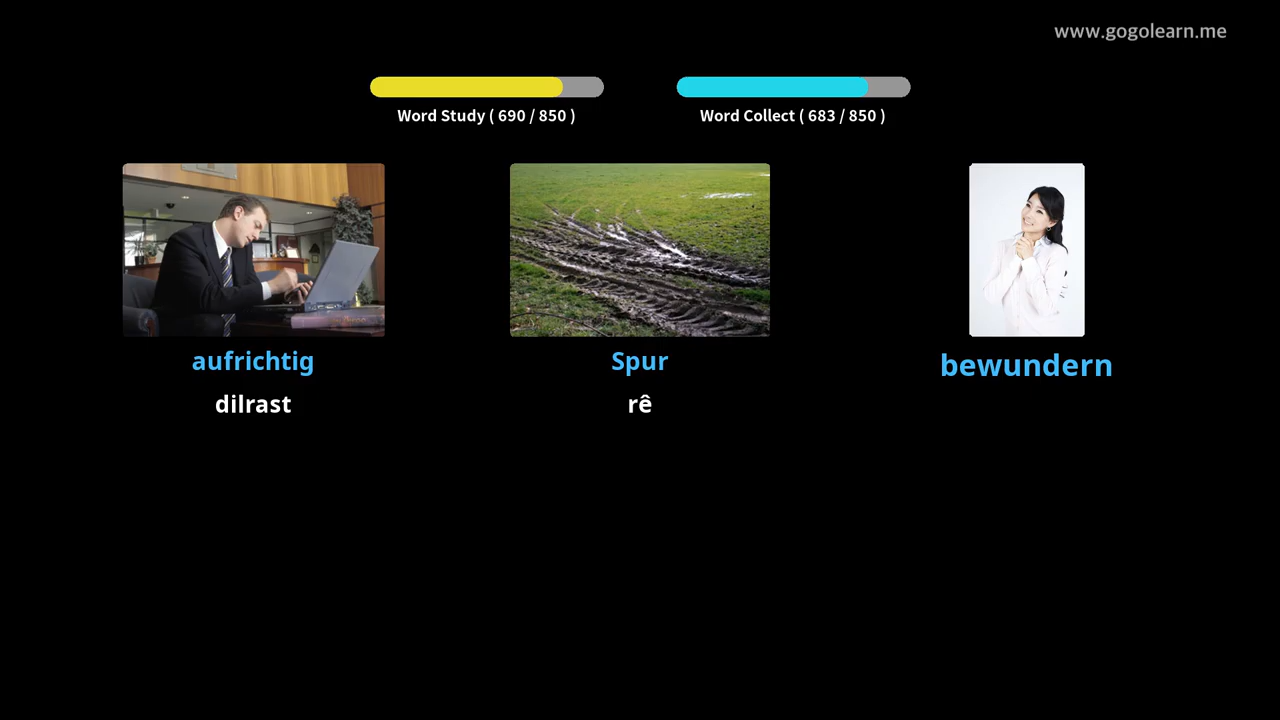 www.gogolearn.me
Word Study ( 690 / 850 )
Word Collect ( 683 / 850 )
aufrichtig
Spur
bewundern
dilrast
rê